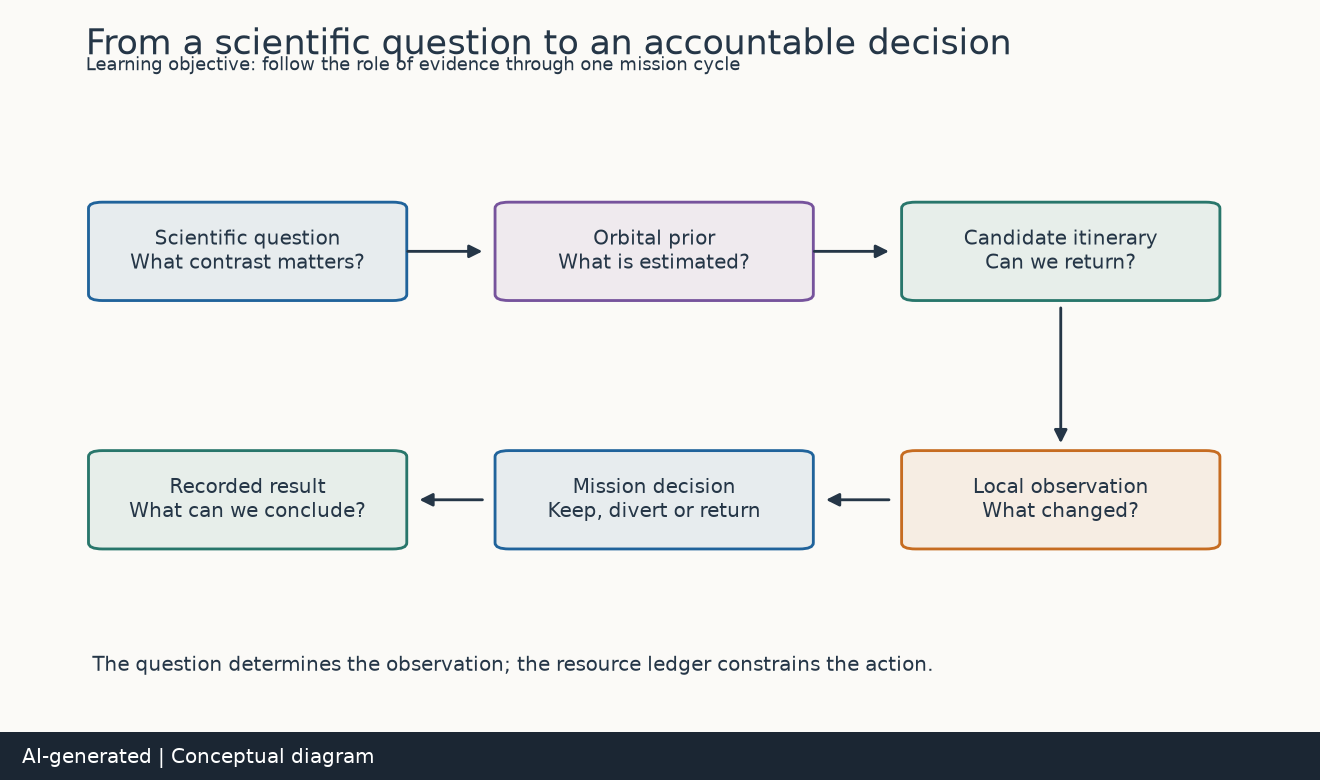 From a scientific question to an accountable decision
Learning objective: follow the role of evidence through one mission cycle
Scientific question
What contrast matters?
Orbital prior
What is estimated?
Candidate itinerary
Can we return?
Local observation
What changed?
Mission decision
Keep, divert or return
Recorded result
What can we conclude?
The question determines the observation; the resource ledger constrains the action.
AI-generated | Conceptual diagram